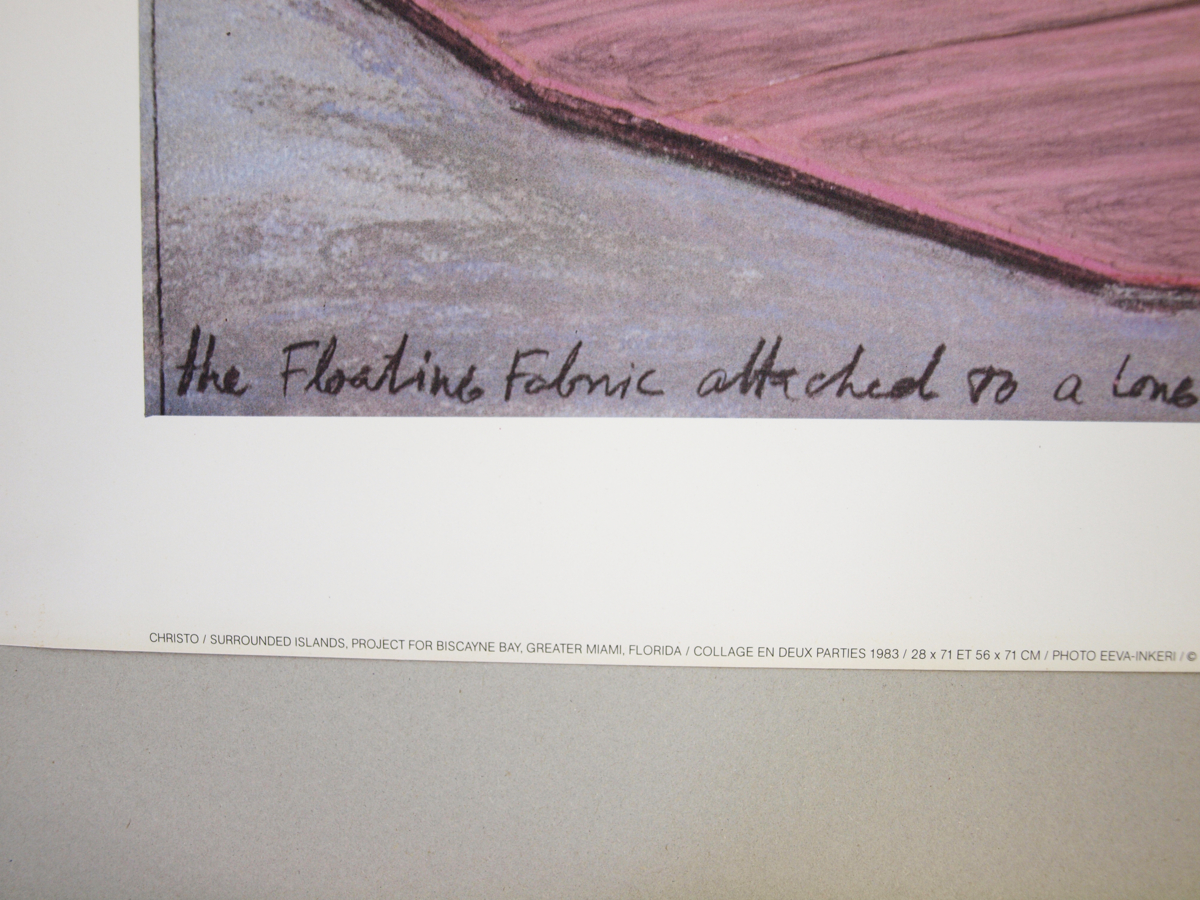 the Floating Fabric attached to a long
CHRISTO / SURROUNDED ISLANDS, PROJECT FOR BISCAYNE BAY, GREATER MIAMI, FLORIDA / COLLAGE EN DEUX PARTIES 1983 / 28 x 71 ET 56 x 71 CM / PHOTO EEVA-INKERI / ©